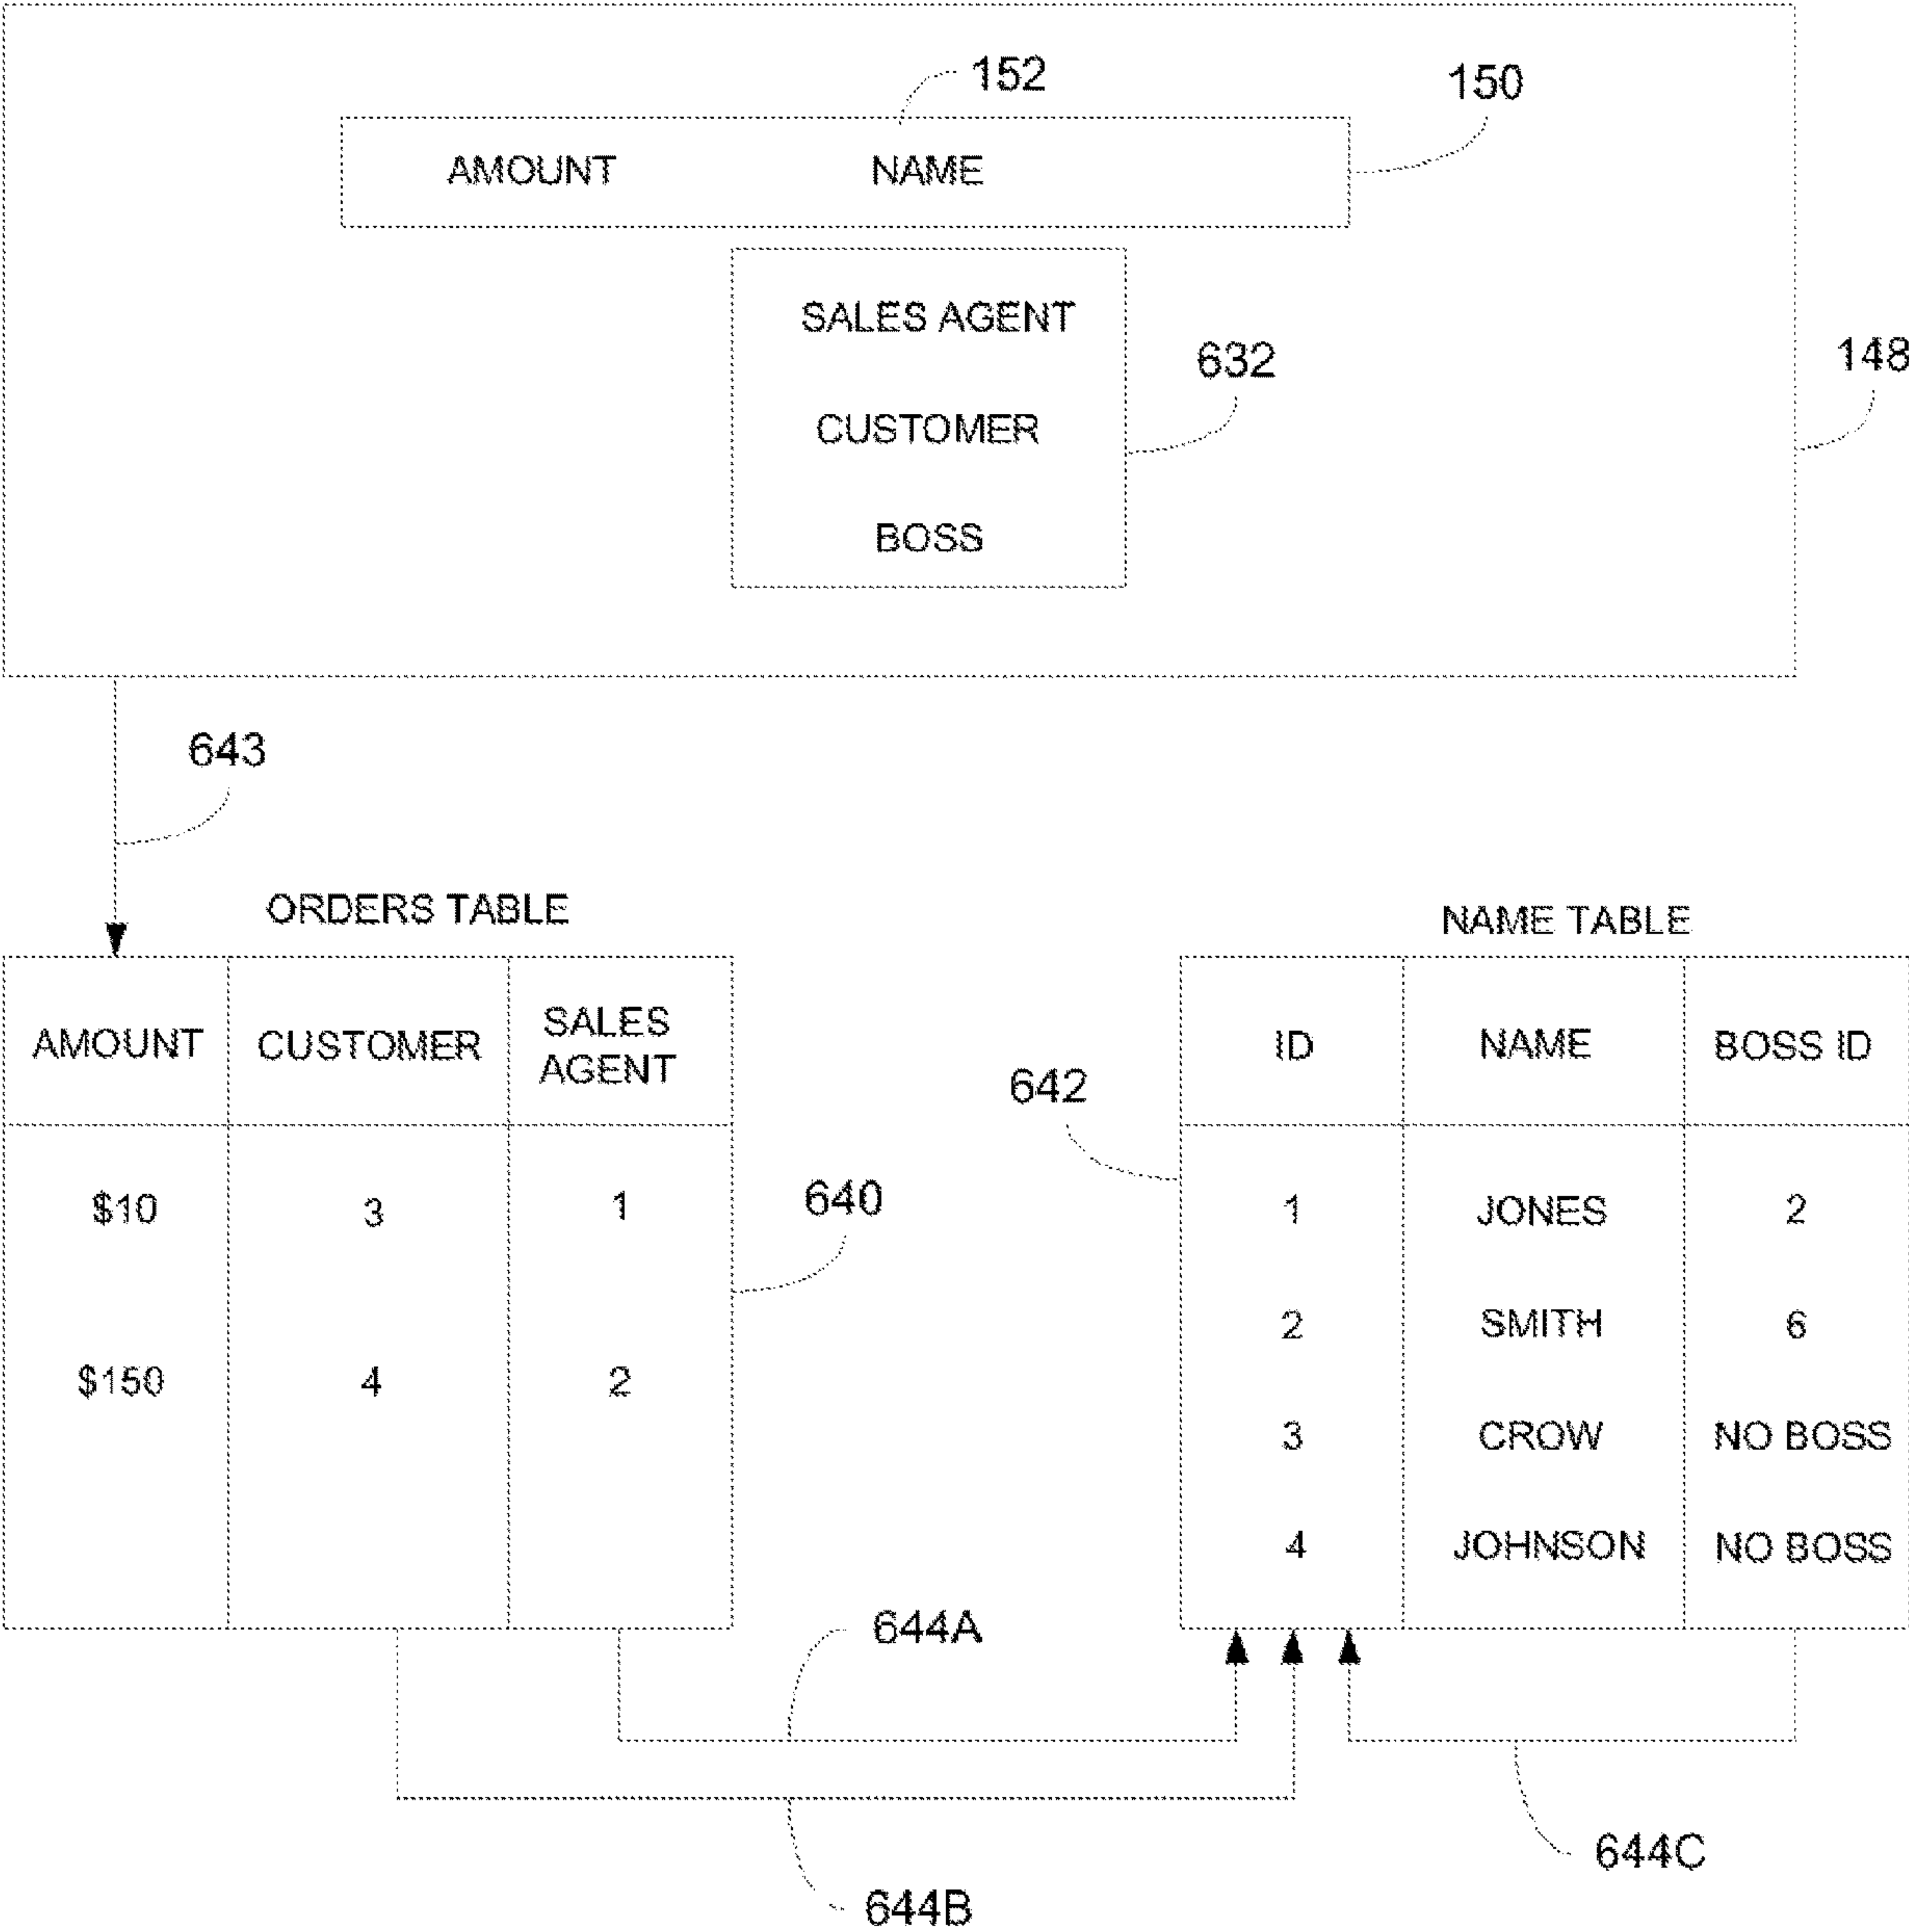 152
150
AMOUNT NAME
SALES AGENT
632
148
CUSTOMER
BOSS
643
ORDERS TABLE
AMOUNT CUSTOMER SALES AGENT
$10 3 1
$150 4 2
640
NAME TABLE
ID NAME BOSS ID
642
1 JONES 2
2 SMITH 6
3 CROW NO BOSS
4 JOHNSON NO BOSS
644A
644B
644C